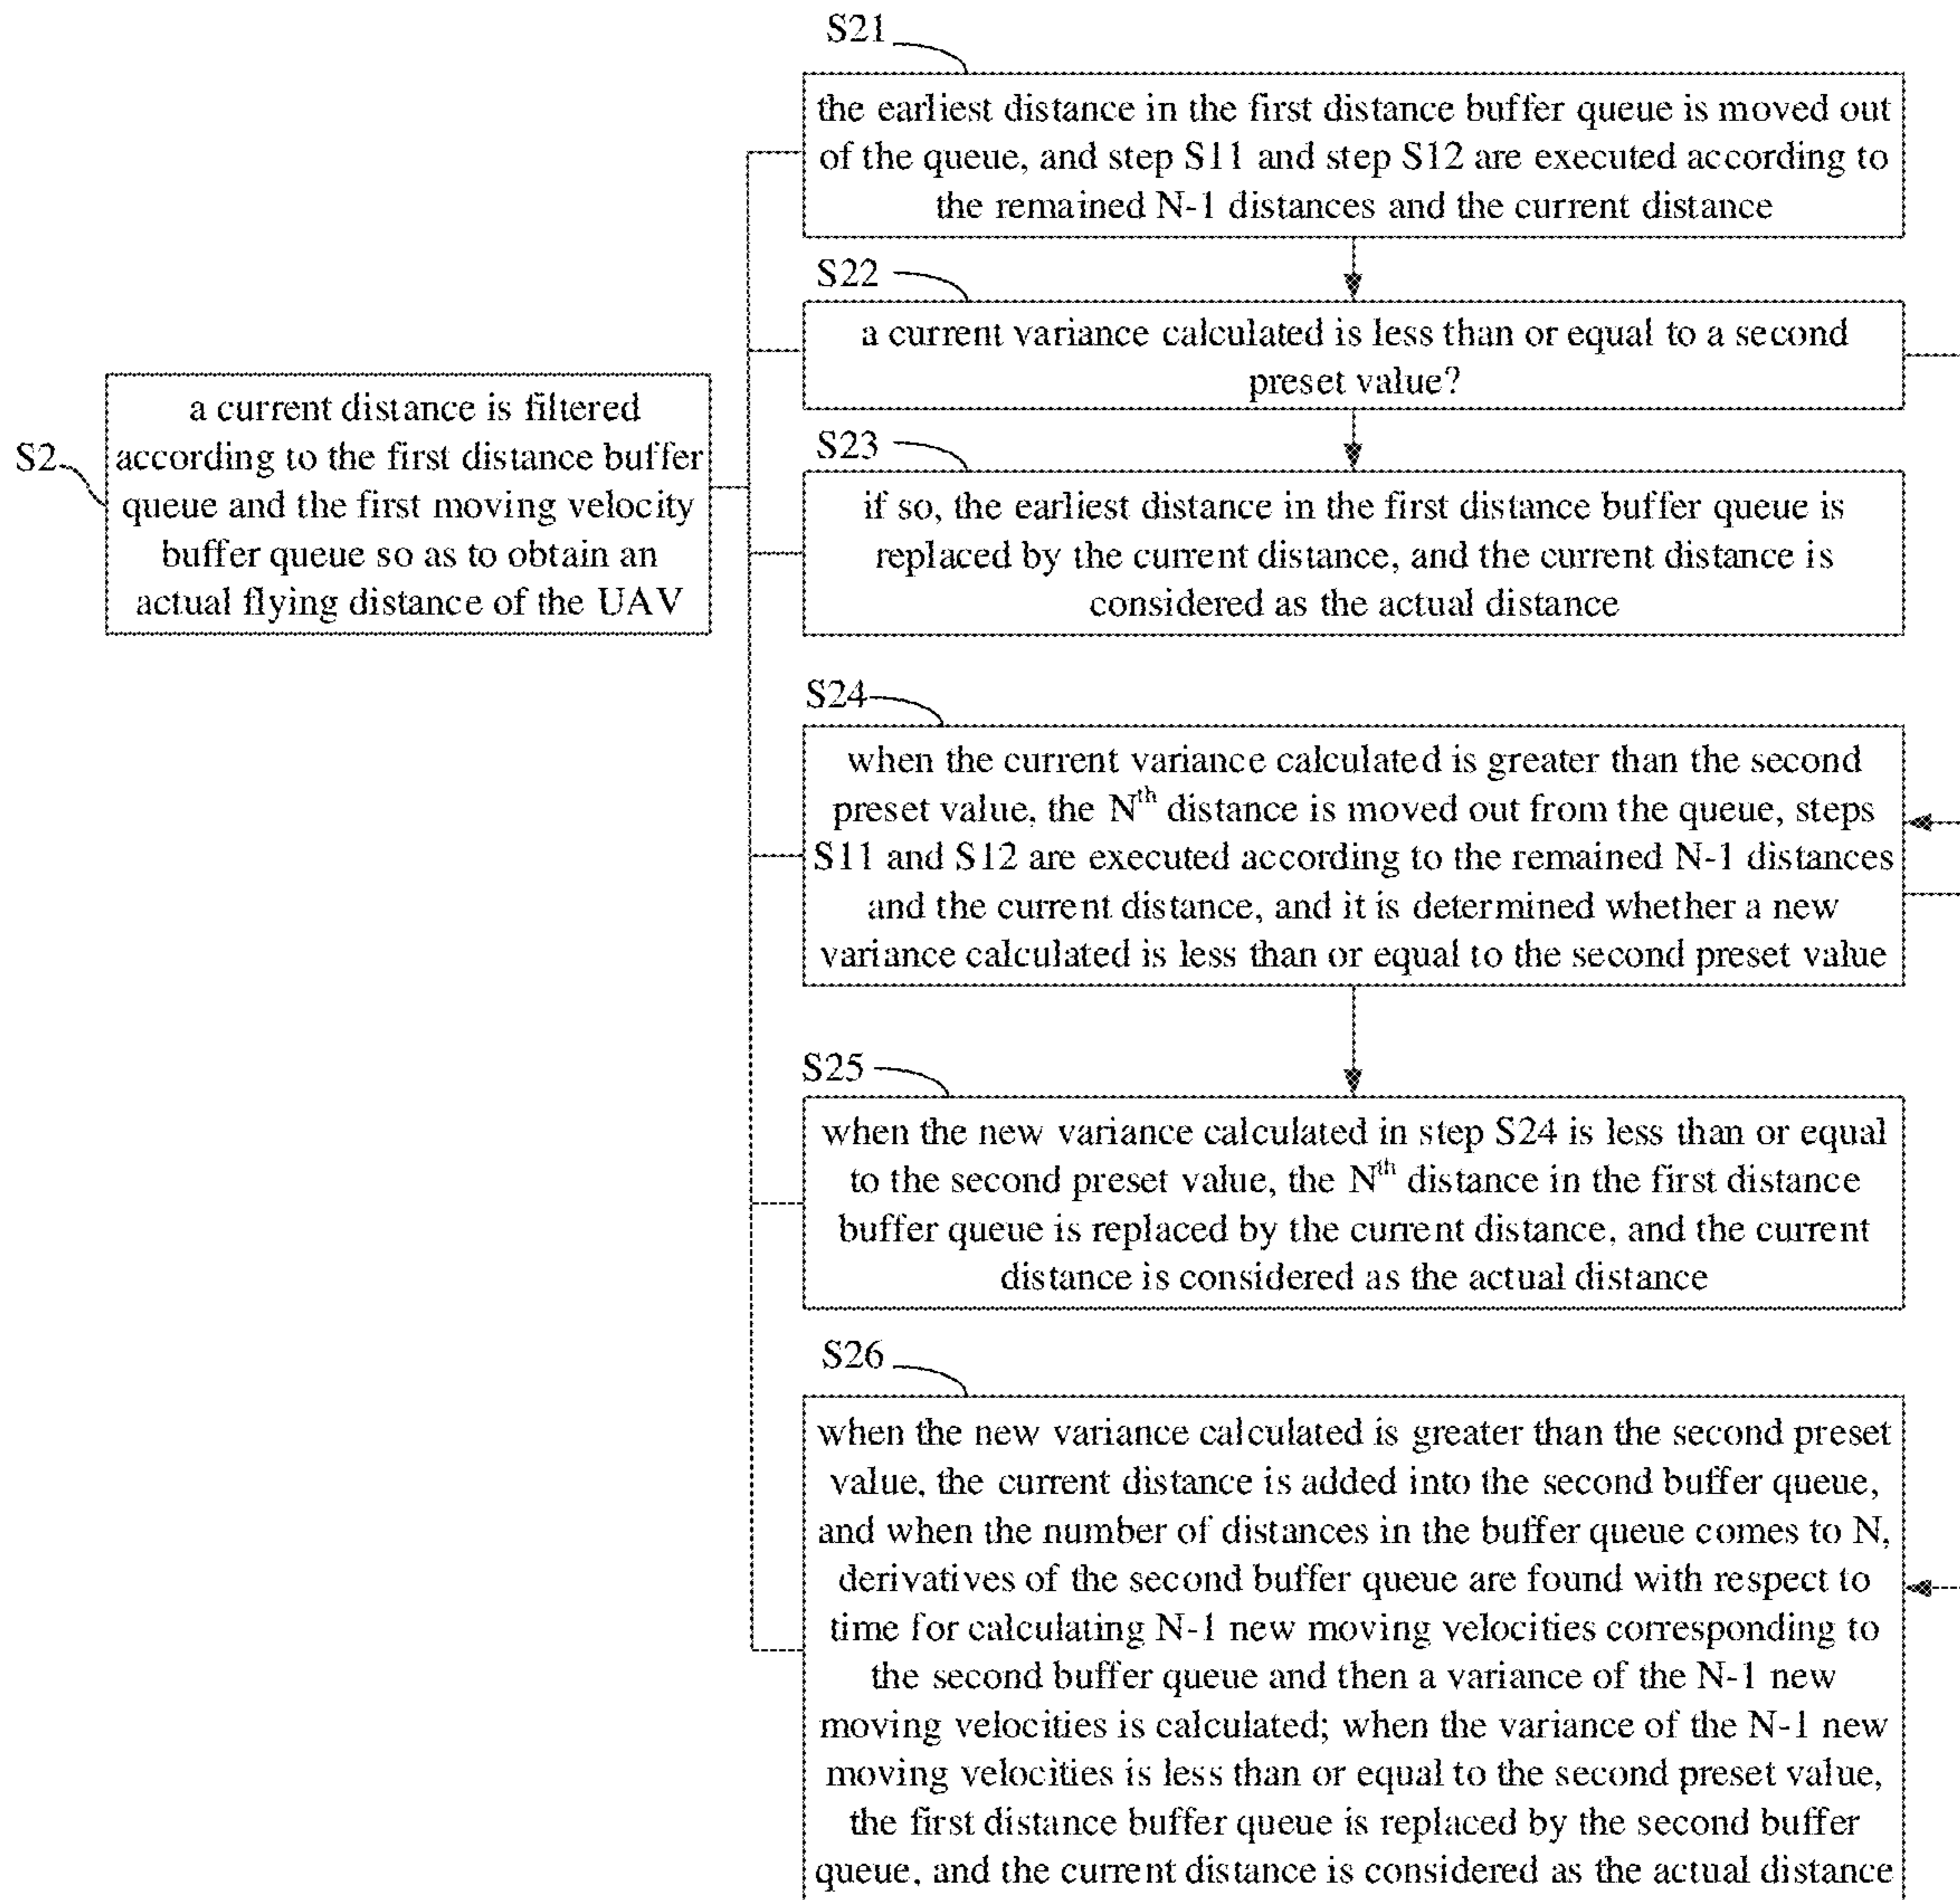 S2
a current distance is filtered
according to the first distance buffer
queue and the first moving velocity
buffer queue so as to obtain an
actual flying distance of the UAV
S21
the earliest distance in the first distance buffer queue is moved out
of the queue, and step S11 and step S12 are executed according to
the remained N-1 distances and the current distance
S22
a current variance calculated is less than or equal to a second
preset value?
S23
if so, the earliest distance in the first distance buffer queue is
replaced by the current distance, and the current distance is
considered as the actual distance
S24
when the current variance calculated is greater than the second
preset value, the Nth distance is moved out from the queue, steps
S11 and S12 are executed according to the remained N-1 distances
and the current distance, and it is determined whether a new
variance calculated is less than or equal to the second preset value
S25
when the new variance calculated in step S24 is less than or equal
to the second preset value, the Nth distance in the first distance
buffer queue is replaced by the current distance, and the current
distance is considered as the actual distance
S26
when the new variance calculated is greater than the second preset
value, the current distance is added into the second buffer queue,
and when the number of distances in the buffer queue comes to N,
derivatives of the second buffer queue are found with respect to
time for calculating N-1 new moving velocities corresponding to
the second buffer queue and then a variance of the N-1 new
moving velocities is calculated; when the variance of the N-1 new
moving velocities is less than or equal to the second preset value,
the first distance buffer queue is replaced by the second buffer
queue, and the current distance is considered as the actual distance